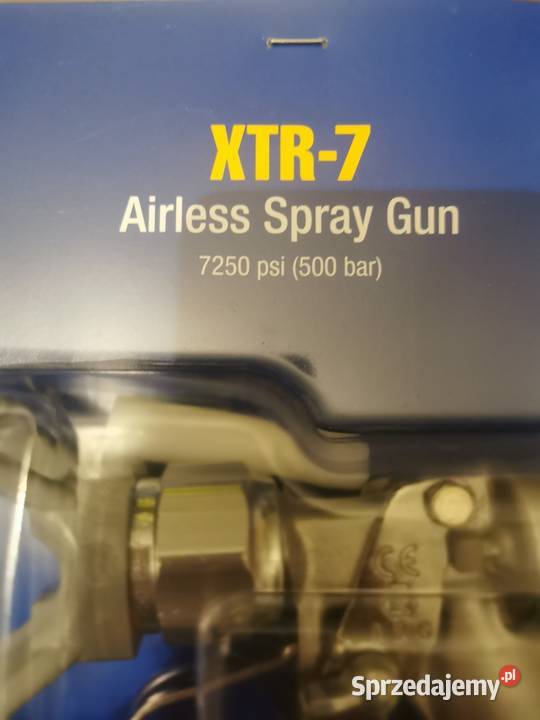 XTR-7
Airless Spray Gun
7250 psi (500 bar)
CE
Sprzedajemy.pl